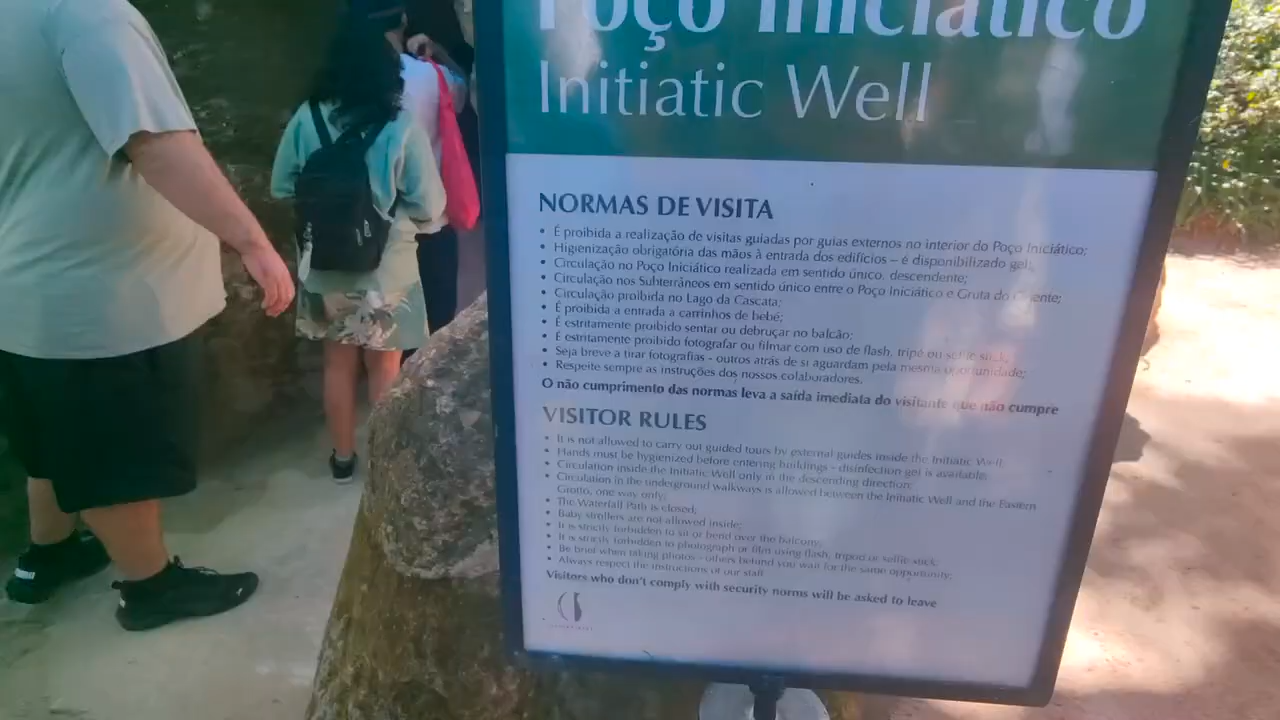 Poço Iniciático
Initiatic Well
NORMAS DE VISITA
• É proibida a realização de visitas guiadas por guias externos no interior do Poço Iniciático;
• Higienização obrigatória das mãos à entrada dos edifícios – é disponibilizado gel;
• Circulação no Poço Iniciático realizada em sentido único, descendente;
• Circulação nos Subterrâneos em sentido único entre o Poço Iniciático e Gruta do Oriente;
• Circulação proibida no Lago da Cascata;
• É proibida a entrada a carrinhos de bebé;
• É estritamente proibido sentar ou debruçar no balcão;
• É estritamente proibido fotografar ou filmar com uso de flash, tripé ou selfie stick;
• Seja breve a tirar fotografias - outros atrás de si aguardam pela mesma oportunidade;
• Respeite sempre as instruções dos nossos colaboradores.
O não cumprimento das normas leva a saída imediata do visitante que não cumpre
VISITOR RULES
• It is not allowed to carry out guided tours by external guides inside the Initiatic Well;
• Hands must be hygienized before entering buildings - disinfection gel is available;
• Circulation inside the Initiatic Well only in the descending direction;
• Circulation in the underground walkways is allowed between the Initiatic Well and the Eastern
Grotto, one way only;
• The Waterfall Path is closed;
• Baby strollers are not allowed inside;
• It is strictly forbidden to sit or bend over the balcony;
• It is strictly forbidden to photograph or film using flash, tripod or selfie stick;
• Be brief when taking photos - others behind you wait for the same opportunity;
• Always respect the instructions of our staff
Visitors who don't comply with security norms will be asked to leave